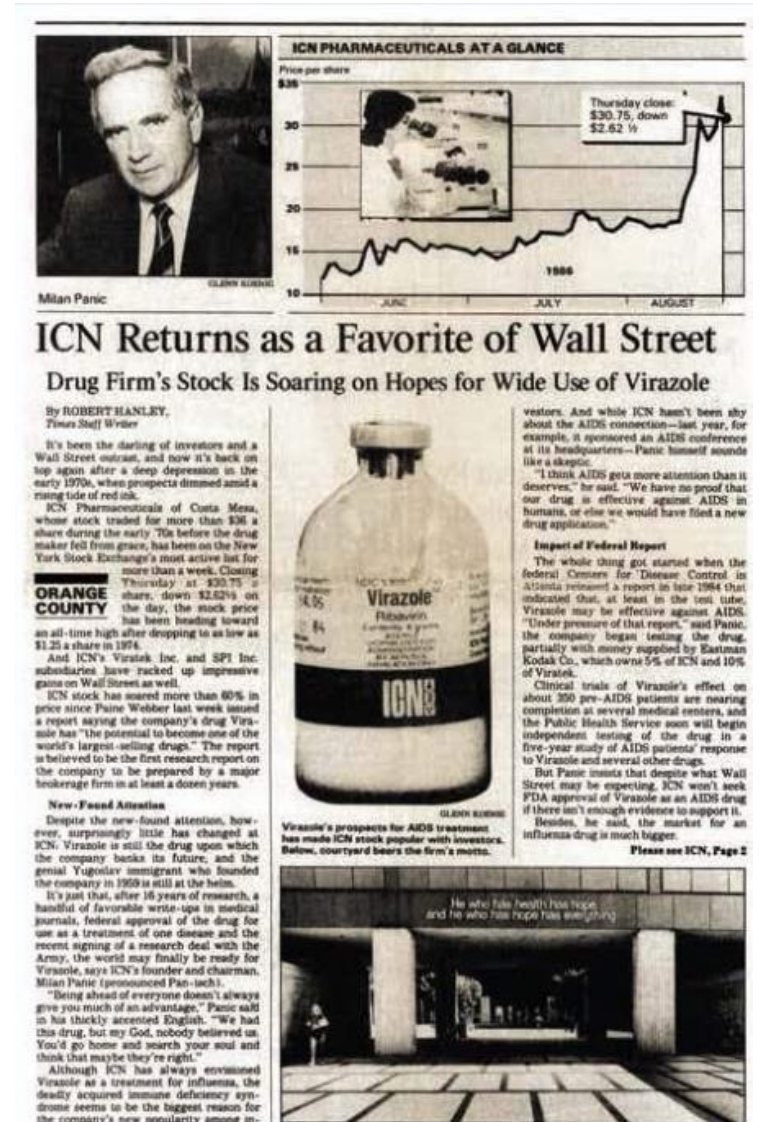 ICN PHARMACEUTICALS AT A GLANCE
Price per share
$35
30
25
20
15
10
Thursday close:
$30.75, down
$2.62 ½
1986
JUNE
JULY
AUGUST
GLENN KOENIG
Milan Panic
ICN Returns as a Favorite of Wall Street
Drug Firm's Stock Is Soaring on Hopes for Wide Use of Virazole
By ROBERT HANLEY,
Times Staff Writer
It's been the darling of investors and a
Wall Street outcast, and now it's back on
top again after a deep depression in the
early 1970s, when prospects dimmed amid a
rising tide of red ink.
ICN Pharmaceuticals of Costa Mesa,
whose stock traded for more than $36 a
share during the early '70s before the drug
maker fell from grace, has been on the New
York Stock Exchange's most active list for
more than a week. Closing
Thursday at $30.75 a
share, down $2.62½ on
the day, the stock price
has been heading toward
ORANGE
COUNTY
an all-time high after dropping to as low as
$1.25 a share in 1974.
And ICN's Viratek Inc. and SPI Inc.
subsidiaries have racked up impressive
gains on Wall Street as well.
ICN stock has soared more than 60% in
price since Paine Webber last week issued
a report saying the company's drug Vira-
zole has "the potential to become one of the
world's largest-selling drugs." The report
is believed to be the first research report on
the company to be prepared by a major
brokerage firm in at least a dozen years.
New-Found Attention
Despite the new-found attention, how-
ever, surprisingly little has changed at
ICN. Virazole is still the drug upon which
the company banks its future, and the
genial Yugoslav immigrant who founded
the company in 1959 is still at the helm.
It's just that, after 16 years of research, a
handful of favorable write-ups in medical
journals, federal approval of the drug for
use as a treatment of one disease and the
recent signing of a research deal with the
Army, the world may finally be ready for
Virazole, says ICN's founder and chairman,
Milan Panic (pronounced Pan-isch).
"Being ahead of everyone doesn't always
give you much of an advantage," Panic said
in his thickly accented English. "We had
this drug, but my God, nobody believed us.
You'd go home and search your soul and
think that maybe they're right."
Although ICN has always envisioned
Virazole as a treatment for influenza, the
deadly acquired immune deficiency syn-
drome seems to be the biggest reason for
the company's new popularity among in-
Virazole
Ribavirin
ICN
GLENN KOENIG
Virazole's prospects for AIDS treatment
has made ICN stock popular with investors.
Below, courtyard bears the firm's motto.
vestors. And while ICN hasn't been shy
about the AIDS connection—last year, for
example, it sponsored an AIDS conference
at its headquarters—Panic himself sounds
like a skeptic.
"I think AIDS gets more attention than it
deserves," he said. "We have no proof that
our drug is effective against AIDS in
humans, or else we would have filed a new
drug application."
Impact of Federal Report
The whole thing got started when the
federal Centers for Disease Control in
Atlanta released a report in late 1984 that
indicated that, at least in the test tube,
Virazole may be effective against AIDS.
"Under pressure of that report," said Panic,
the company began testing the drug,
partially with money supplied by Eastman
Kodak Co., which owns 5% of ICN and 10%
of Viratek.
Clinical trials of Virazole's effect on
about 350 pre-AIDS patients are nearing
completion at several medical centers, and
the Public Health Service soon will begin
independent testing of the drug in a
five-year study of AIDS patients' response
to Virazole and several other drugs.
But Panic insists that despite what Wall
Street may be expecting, ICN won't seek
FDA approval of Virazole as an AIDS drug
if there isn't enough evidence to support it.
Besides, he said, the market for an
influenza drug is much bigger.
Please see ICN, Page 2
He who has health has hope
and he who has hope has everything